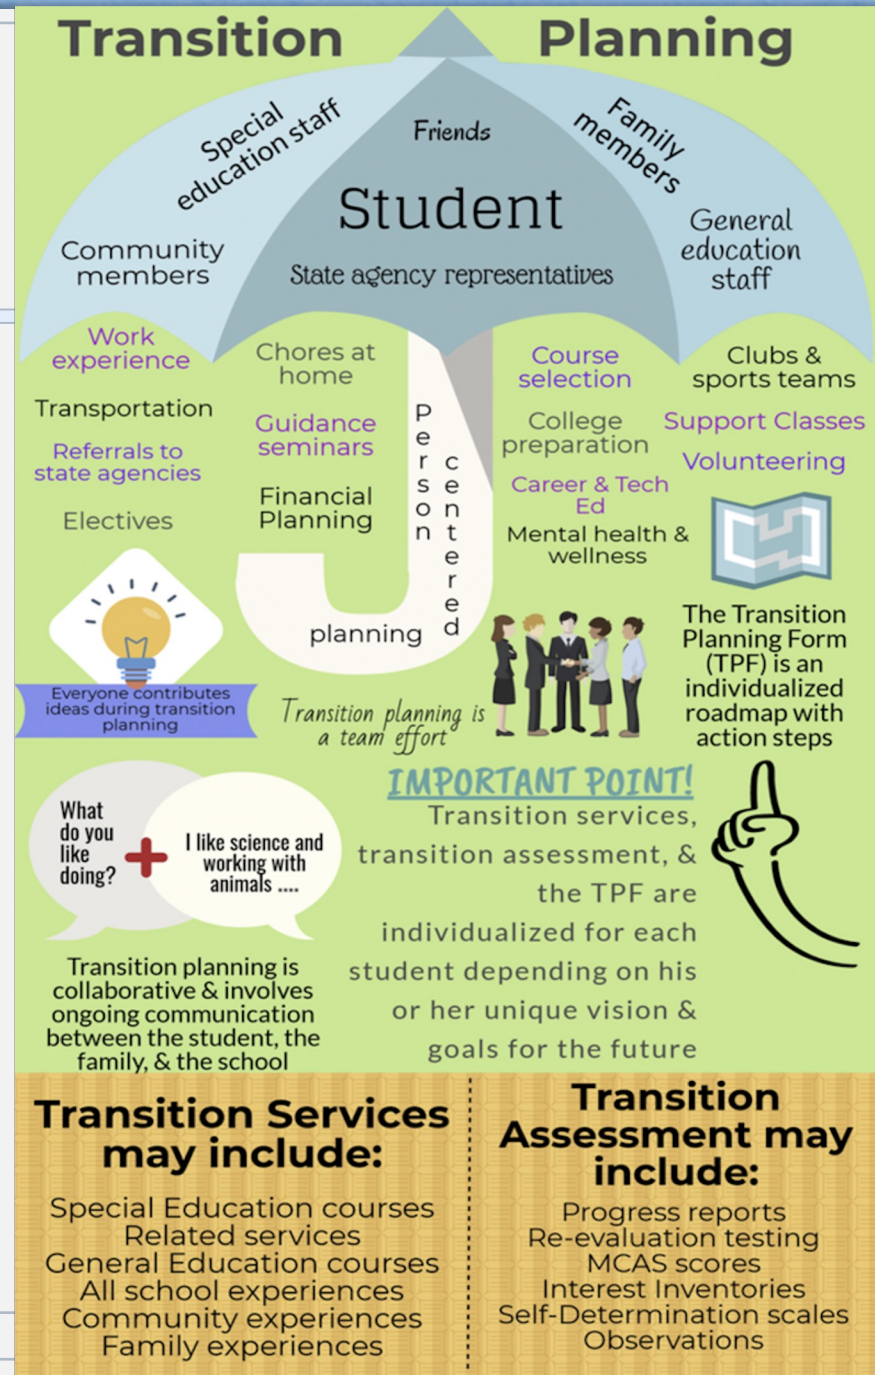 Transition Planning
Special
education staff
Friends
Family
members
Student
Community
members
State agency representatives
General
education
staff
Work
experience
Transportation
Referrals to
state agencies
Electives
Chores at
home
Guidance
seminars
Financial
Planning
Person
centered
planning
Course
selection
College
preparation
Career & Tech
Ed
Mental health &
wellness
Clubs &
sports teams
Support Classes
Volunteering
Everyone contributes
ideas during transition
planning
Transition planning is
a team effort
The Transition
Planning Form
(TPF) is an
individualized
roadmap with
action steps
What
do you
like
doing?
I like science and
working with
animals ....
Transition planning is
collaborative & involves
ongoing communication
between the student, the
family, & the school
IMPORTANT POINT!
Transition services,
transition assessment, &
the TPF are
individualized for each
student depending on his
or her unique vision &
goals for the future
Transition Services
may include:
Special Education courses
Related services
General Education courses
All school experiences
Community experiences
Family experiences
Transition
Assessment may
include:
Progress reports
Re-evaluation testing
MCAS scores
Interest Inventories
Self-Determination scales
Observations